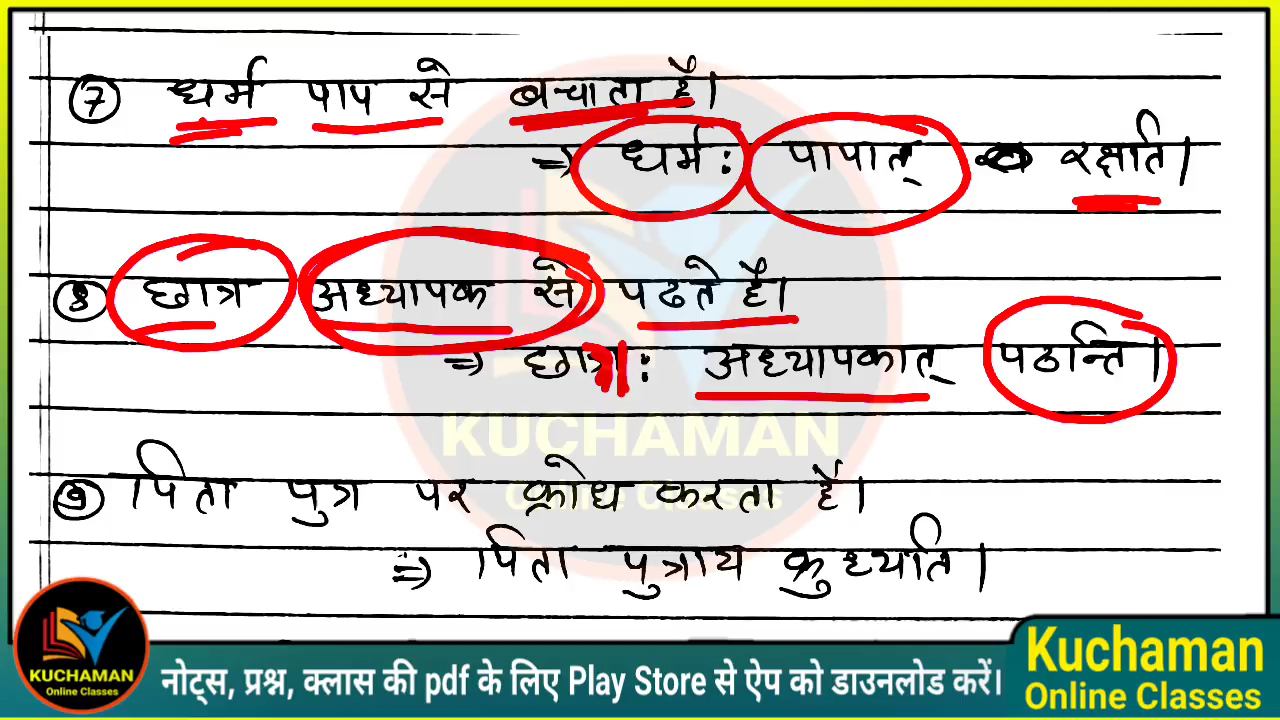 ⑦ धर्म पाप से बचाता है।
⇒ धर्म: पापात् रक्षति।
⑧ छात्र अध्यापक से पढते है।
⇒ छात्रा: अध्यापकात् पठन्ति।
⑨ पिता पुत्र पर क्रोध करता हैं।
⇒ पिता पुत्राय क्रुध्यति।
KUCHAMAN
Online Classes
KUCHAMAN
Online Classes
नोट्स, प्रश्न, क्लास की pdf के लिए Play Store से ऐप को डाउनलोड करें।
Kuchaman
Online Classes